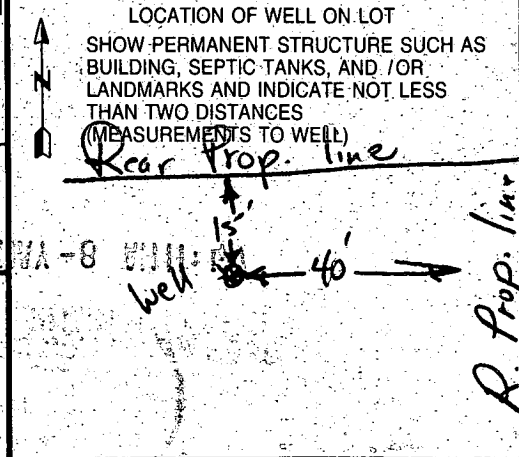 LOCATION OF WELL ON LOT
SHOW PERMANENT STRUCTURE SUCH AS
BUILDING, SEPTIC TANKS, AND /OR
LANDMARKS AND INDICATE NOT LESS
THAN TWO DISTANCES
(MEASUREMENTS TO WELL)
N
Rear Prop. line
15'
Well
40'
R. Prop. line